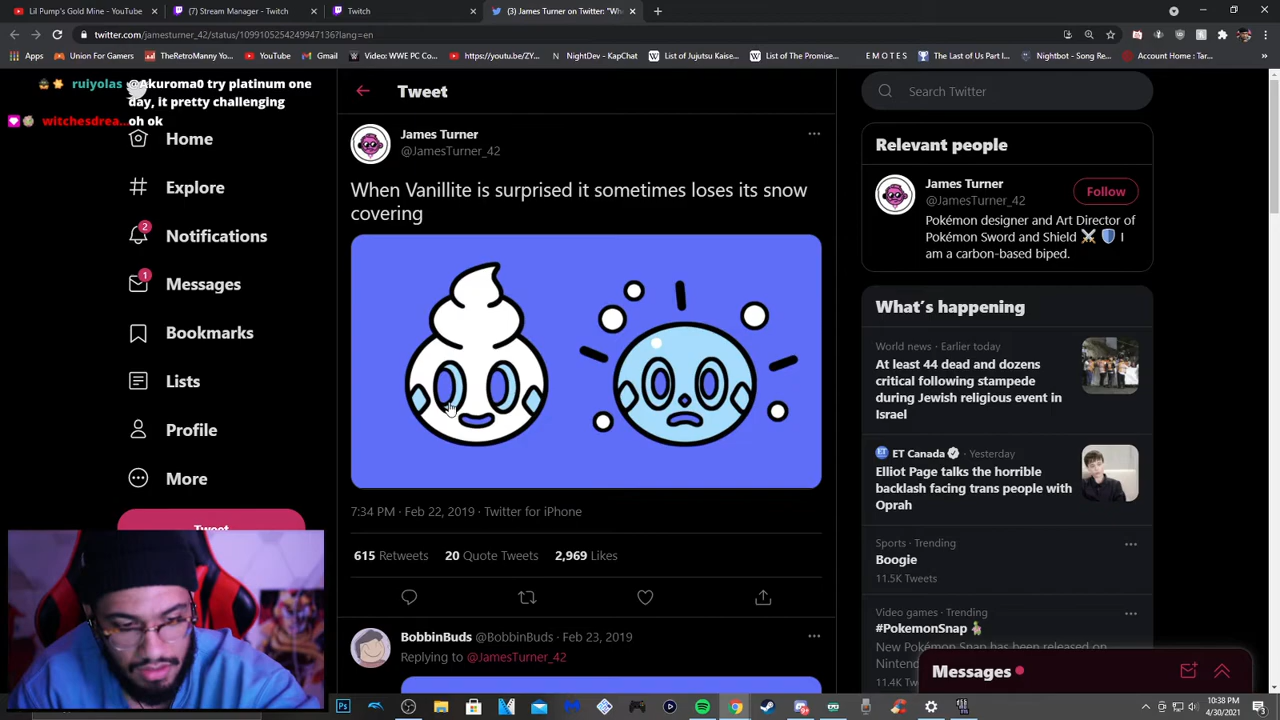 Lil Pump's Gold Mine - YouTube
(7) Stream Manager - Twitch
Twitch
(3) James Turner on Twitter: "Wh
twitter.com/JamesTurner_42/status/1099105254249947136?lang=en
Apps
Union For Gamers
TheRetroManny Yo...
Gmail
Video: WWE PC Ev...
YouTube
https://youtube/ZY...
NightDev - KapChat
List of Jujutsu Kaise...
List of The Promise...
E M O T E S
The Last of Us Part I...
Nightbot - Song Re...
Account Home : Tar...
ruiyolas @Akuroma0 try platinum one
day, it pretty challenging
witchesdrea... oh ok
Home
Explore
2
Notifications
1
Messages
Bookmarks
Lists
Profile
More
Tweet
Tweet
James Turner
@JamesTurner_42
When Vanillite is surprised it sometimes loses its snow
covering
7:34 PM · Feb 22, 2019 · Twitter for iPhone
615 Retweets 20 Quote Tweets 2,969 Likes
BobbinBuds @BobbinBuds · Feb 23, 2019
Replying to @JamesTurner_42
Search Twitter
Relevant people
James Turner
@JamesTurner_42
Follow
Pokémon designer and Art Director of
Pokémon Sword and Shield I
am a carbon-based biped.
What's happening
World news · Earlier today
At least 44 dead and dozens
critical following stampede
during Jewish religious event in
Israel
ET Canada · Yesterday
Elliot Page talks the horrible
backlash facing trans people with
Oprah
Sports · Trending
Boogie
11.5K Tweets
Video games · Trending
#PokemonSnap
New Pokémon Snap has been released on
Nintend
11.4K
Messages
10:38 PM
4/30/2021